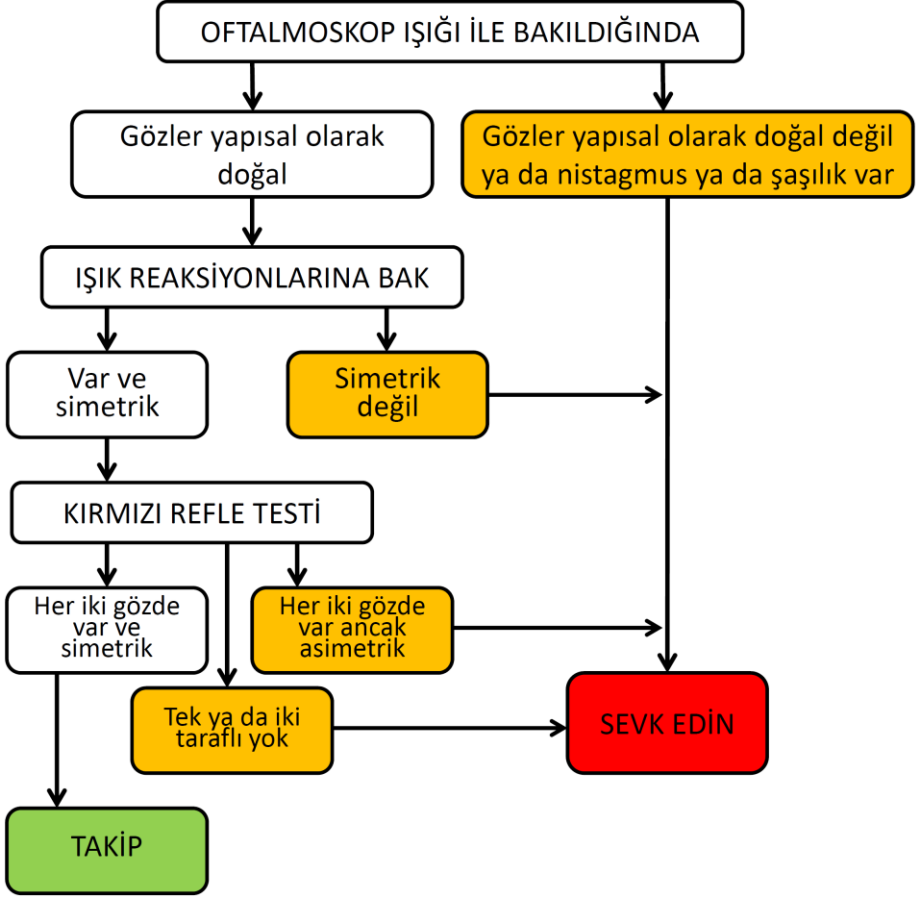 OFTALMOSKOP IŞIĞI İLE BAKILDIĞINDA
Gözler yapısal olarak
doğal
Gözler yapısal olarak doğal değil
ya da nistagmus ya da şaşılık var
IŞIK REAKSİYONLARINA BAK
Var ve
simetrik
Simetrik
değil
KIRMIZI REFLE TESTİ
Her iki gözde
var ve
simetrik
Her iki gözde
var ancak
asimetrik
Tek ya da iki
taraflı yok
SEVK EDİN
TAKİP